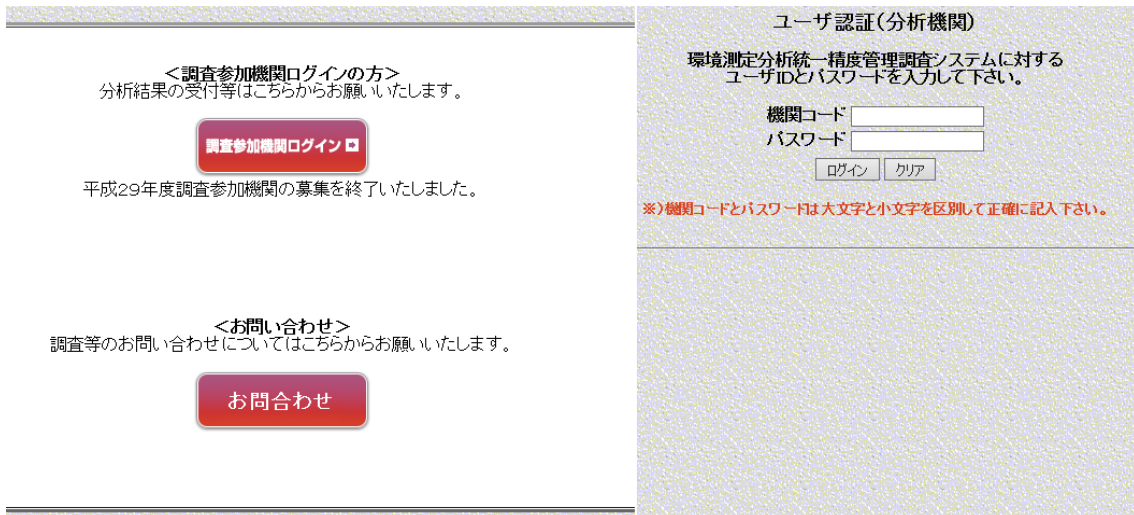 ＜調査参加機関ログインの方＞
分析結果の受付等はこちらからお願いいたします。
調査参加機関ログイン
平成29年度調査参加機関の募集を終了いたしました。
＜お問い合わせ＞
調査等のお問い合わせについてはこちらからお願いいたします。
お問合わせ
ユーザ認証(分析機関)
環境測定分析統一精度管理調査システムに対する
ユーザIDとパスワードを入力して下さい。
機関コード
パスワード
ログイン クリア
※)機関コードとパスワードは大文字と小文字を区別して正確に記入下さい。